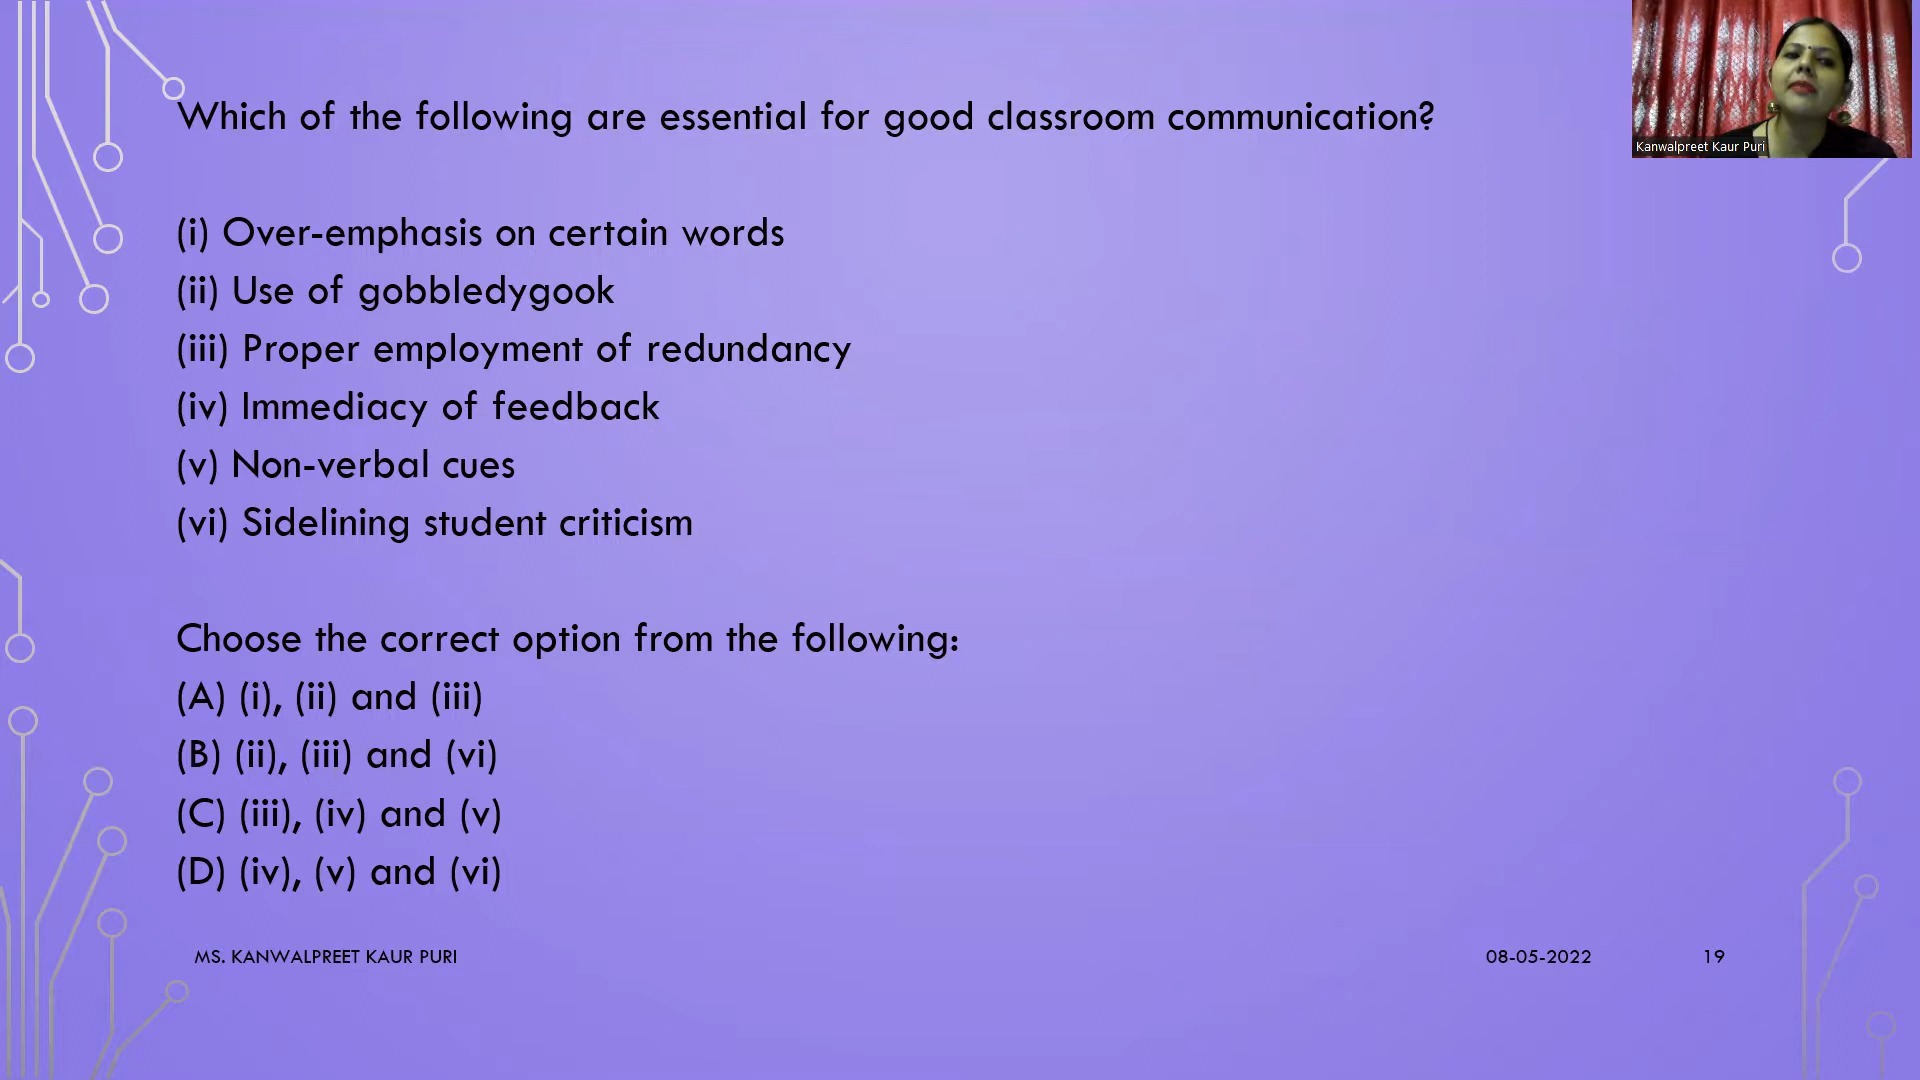 Which of the following are essential for good classroom communication?
(i) Over-emphasis on certain words
(ii) Use of gobbledygook
(iii) Proper employment of redundancy
(iv) Immediacy of feedback
(v) Non-verbal cues
(vi) Sidelining student criticism
Choose the correct option from the following:
(A) (i), (ii) and (iii)
(B) (ii), (iii) and (vi)
(C) (iii), (iv) and (v)
(D) (iv), (v) and (vi)
MS. KANWALPREET KAUR PURI
08-05-2022
19
Kanwalpreet Kaur Puri